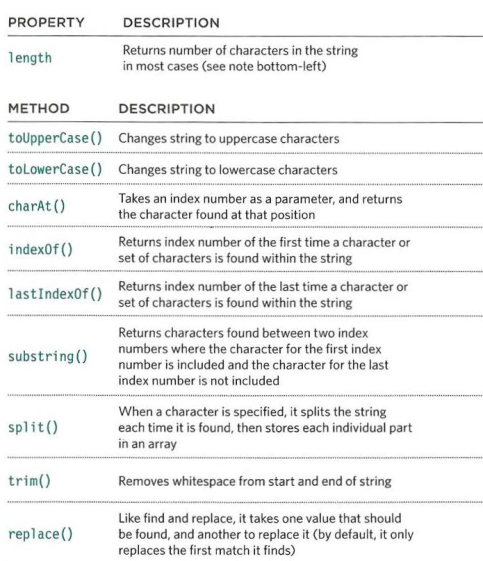 PROPERTY DESCRIPTION
length
Returns number of characters in the string
in most cases (see note bottom-left)
METHOD DESCRIPTION
toUpperCase() Changes string to uppercase characters
toLowerCase() Changes string to lowercase characters
charAt()
Takes an index number as a parameter, and returns
the character found at that position
indexOf()
Returns index number of the first time a character or
set of characters is found within the string
lastIndexOf()
Returns index number of the last time a character or
set of characters is found within the string
substring()
Returns characters found between two index
numbers where the character for the first index
number is included and the character for the last
index number is not included
split()
When a character is specified, it splits the string
each time it is found, then stores each individual part
in an array
trim() Removes whitespace from start and end of string
replace()
Like find and replace, it takes one value that should
be found, and another to replace it (by default, it only
replaces the first match it finds)